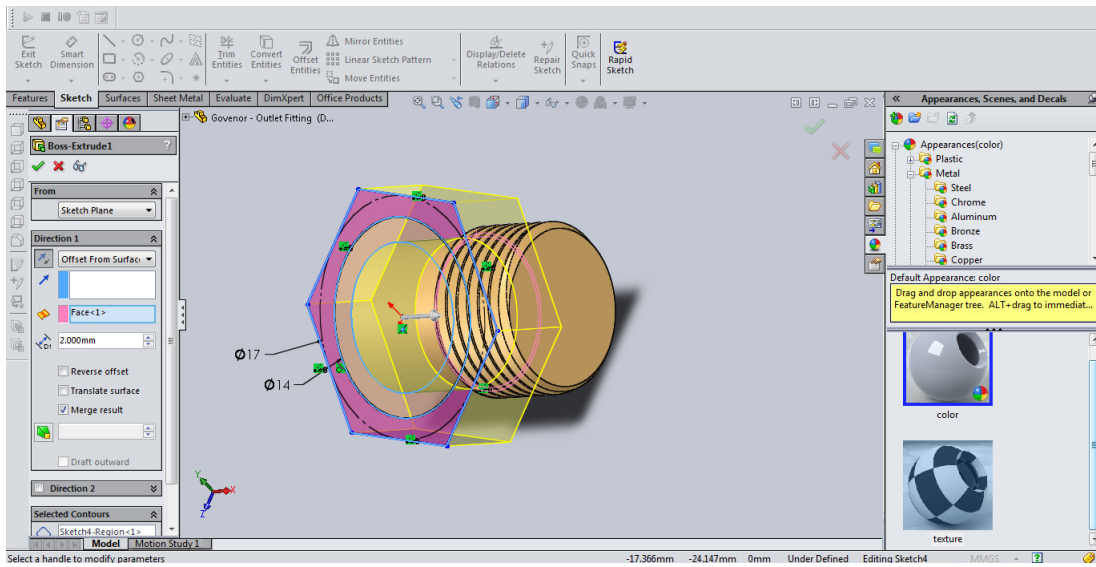 Exit Sketch
Smart Dimension
Trim Entities
Convert Entities
Offset Entities
Mirror Entities
Linear Sketch Pattern
Move Entities
Display/Delete Relations
Repair Sketch
Quick Snaps
Rapid Sketch
Features Sketch Surfaces Sheet Metal Evaluate DimXpert Office Products
Appearances, Scenes, and Decals
Govenor - Outlet Fitting (D...
Boss-Extrude1 ?
From
Sketch Plane
Direction 1
Offset From Surfac
Face<1>
D1
2.000mm
Reverse offset
Translate surface
Merge result
Draft outward
Direction 2
Selected Contours
Sketch4-Region<1>
Ø17
Ø14
Y
X
Z
Appearances(color)
Plastic
Metal
Steel
Chrome
Aluminum
Bronze
Brass
Copper
Default Appearance: color
Drag and drop appearances onto the model or
FeatureManager tree. ALT+drag to immediat...
color
texture
Model Motion Study 1
Select a handle to modify parameters -17.366mm -24.147mm 0mm Under Defined Editing Sketch4 MMGS ?